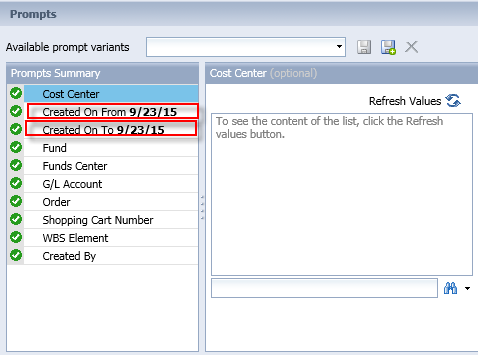 Prompts
Available prompt variants
Prompts Summary
Cost Center
Created On From 9/23/15
Created On To 9/23/15
Fund
Funds Center
G/L Account
Order
Shopping Cart Number
WBS Element
Created By
Cost Center (optional)
Refresh Values
To see the content of the list, click the Refresh
values button.